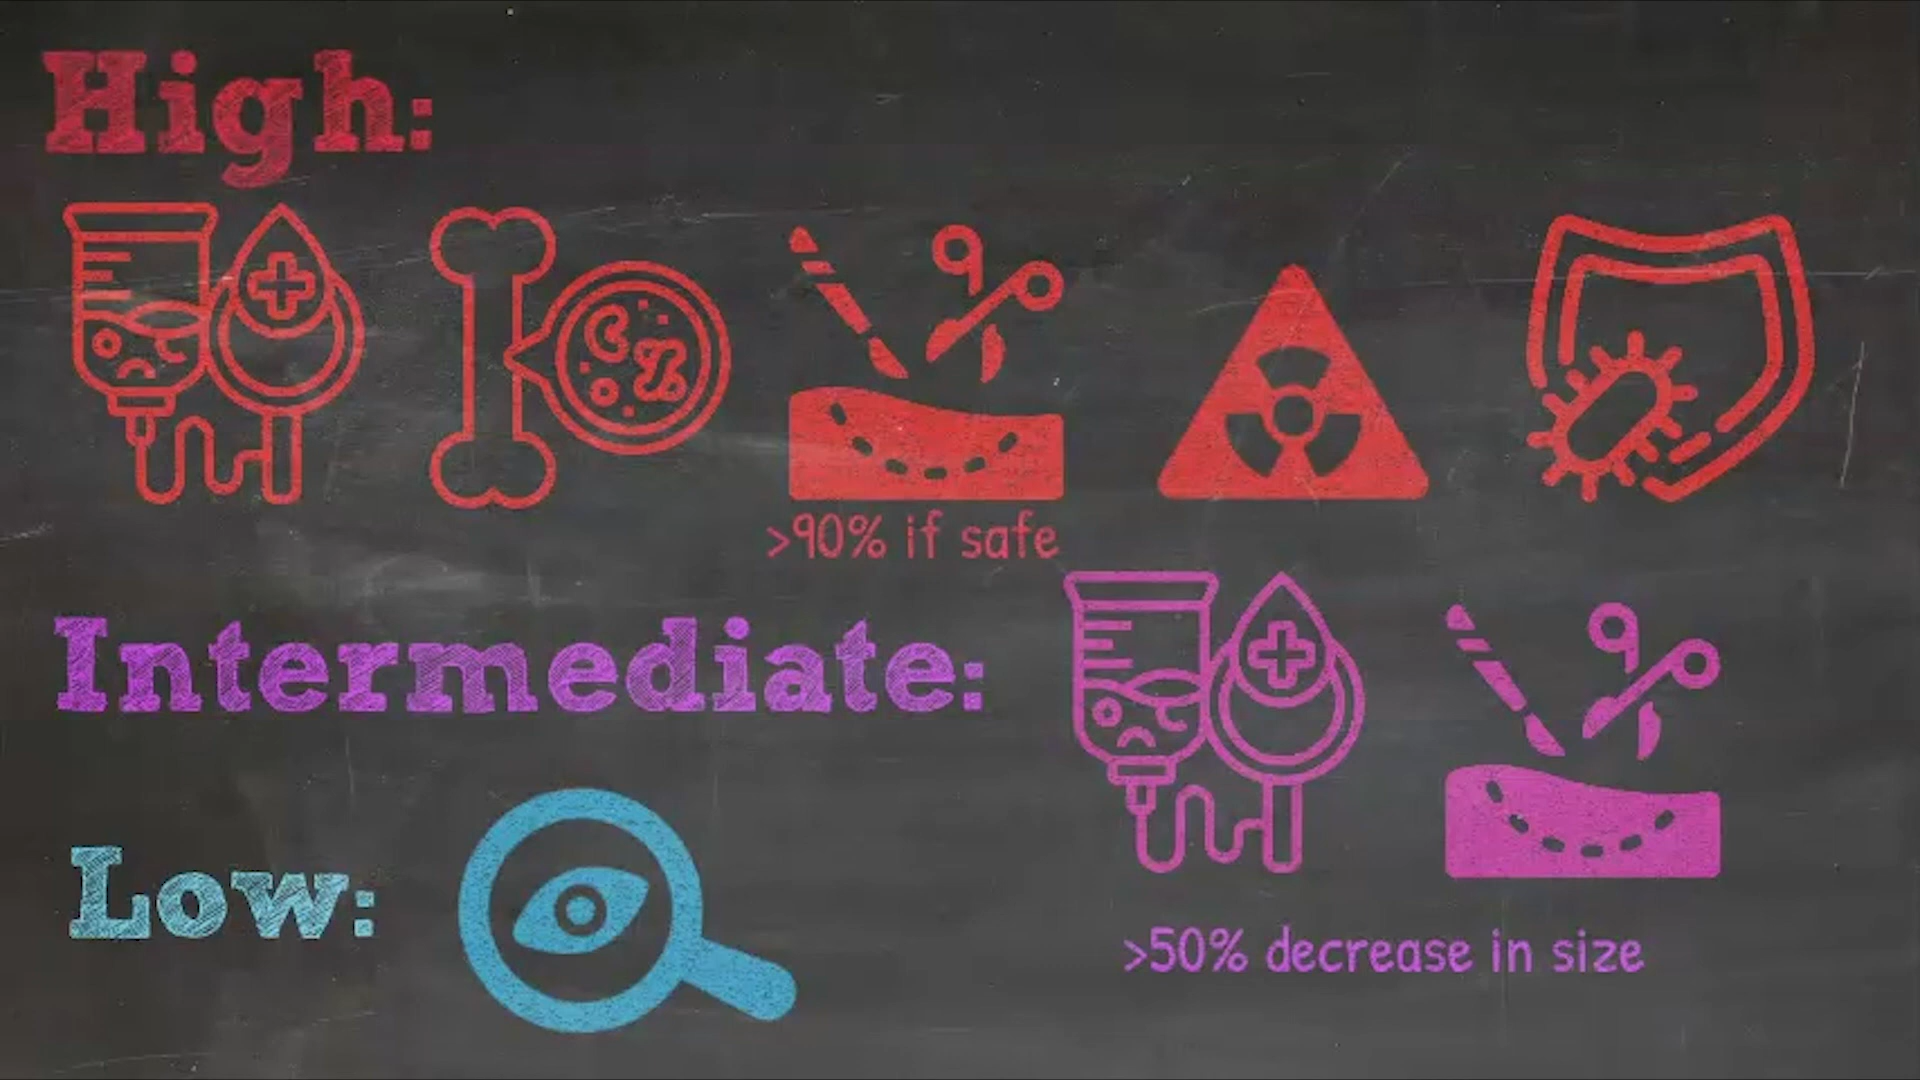 High:
>90% if safe
Intermediate:
>50% decrease in size
Low: